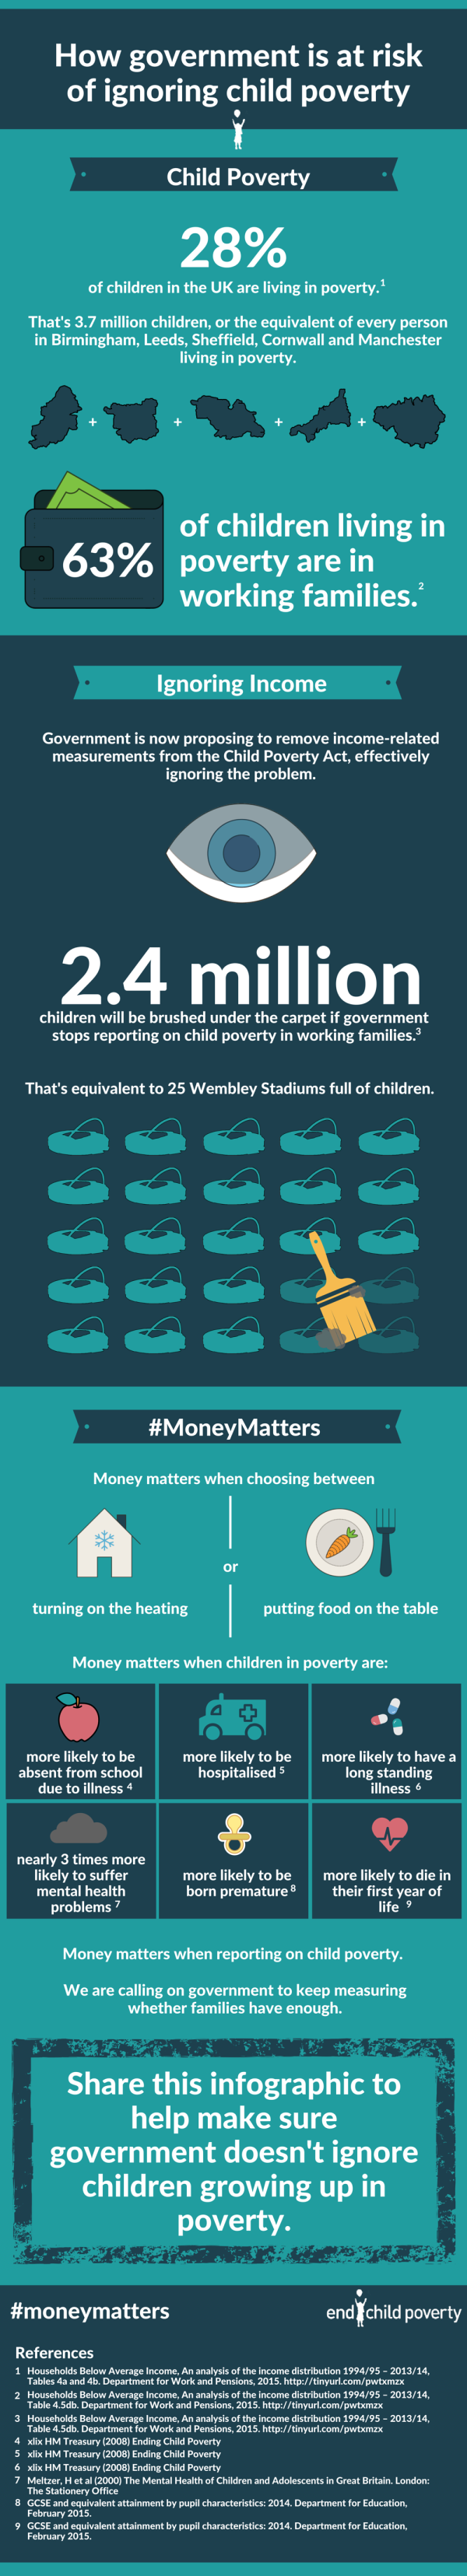 How government is at risk
of ignoring child poverty
Child Poverty
28%
of children in the UK are living in poverty.1
That's 3.7 million children, or the equivalent of every person
in Birmingham, Leeds, Sheffield, Cornwall and Manchester
living in poverty.
+ + + +
63%
of children living in
poverty are in
working families.2
Ignoring Income
Government is now proposing to remove income-related
measurements from the Child Poverty Act, effectively
ignoring the problem.
2.4 million
children will be brushed under the carpet if government
stops reporting on child poverty in working families.3
That's equivalent to 25 Wembley Stadiums full of children.
#MoneyMatters
Money matters when choosing between
or
turning on the heating
putting food on the table
Money matters when children in poverty are:
more likely to be
absent from school
due to illness 4
more likely to be
hospitalised 5
more likely to have a
long standing
illness 6
nearly 3 times more
likely to suffer
mental health
problems 7
more likely to be
born premature 8
more likely to die in
their first year of
life 9
Money matters when reporting on child poverty.
We are calling on government to keep measuring
whether families have enough.
Share this infographic to
help make sure
government doesn't ignore
children growing up in
poverty.
#moneymatters
end child poverty
References
1 Households Below Average Income, An analysis of the income distribution 1994/95 – 2013/14,
Tables 4a and 4b. Department for Work and Pensions, 2015. http://tinyurl.com/pwtxmzx
2 Households Below Average Income, An analysis of the income distribution 1994/95 – 2013/14,
Table 4.5db. Department for Work and Pensions, 2015. http://tinyurl.com/pwtxmzx
3 Households Below Average Income, An analysis of the income distribution 1994/95 – 2013/14,
Table 4.5db. Department for Work and Pensions, 2015. http://tinyurl.com/pwtxmzx
4 xlix HM Treasury (2008) Ending Child Poverty
5 xlix HM Treasury (2008) Ending Child Poverty
6 xlix HM Treasury (2008) Ending Child Poverty
7 Meltzer, H et al (2000) The Mental Health of Children and Adolescents in Great Britain. London:
The Stationery Office
8 GCSE and equivalent attainment by pupil characteristics: 2014. Department for Education,
February 2015.
9 GCSE and equivalent attainment by pupil characteristics: 2014. Department for Education,
February 2015.